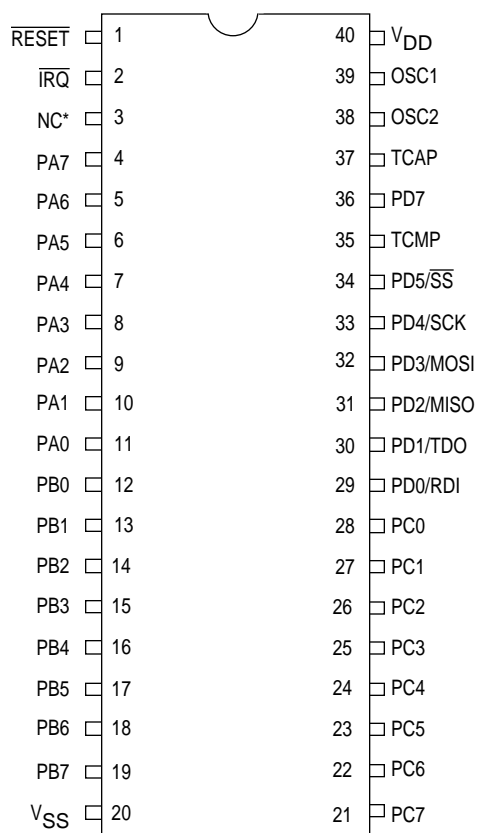 R̅E̅S̅E̅T̅ 1 40 VDD
I̅R̅Q̅ 2 39 OSC1
NC* 3 38 OSC2
PA7 4 37 TCAP
PA6 5 36 PD7
PA5 6 35 TCMP
PA4 7 34 PD5/S̅S̅
PA3 8 33 PD4/SCK
PA2 9 32 PD3/MOSI
PA1 10 31 PD2/MISO
PA0 11 30 PD1/TDO
PB0 12 29 PD0/RDI
PB1 13 28 PC0
PB2 14 27 PC1
PB3 15 26 PC2
PB4 16 25 PC3
PB5 17 24 PC4
PB6 18 23 PC5
PB7 19 22 PC6
VSS 20 21 PC7